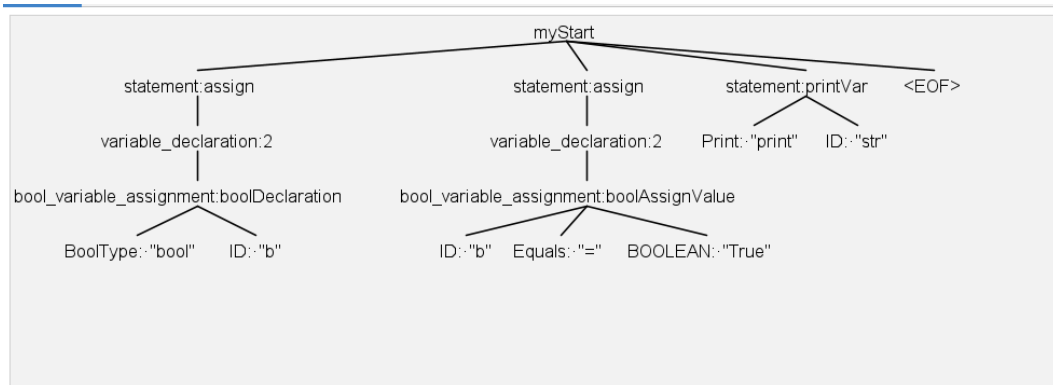 myStart
statement:assign statement:assign statement:printVar <EOF>
variable_declaration:2 variable_declaration:2 Print:·"print" ID:·"str"
bool_variable_assignment:boolDeclaration bool_variable_assignment:boolAssignValue
BoolType:·"bool" ID:·"b" ID:·"b" Equals:·"=" BOOLEAN:·"True"